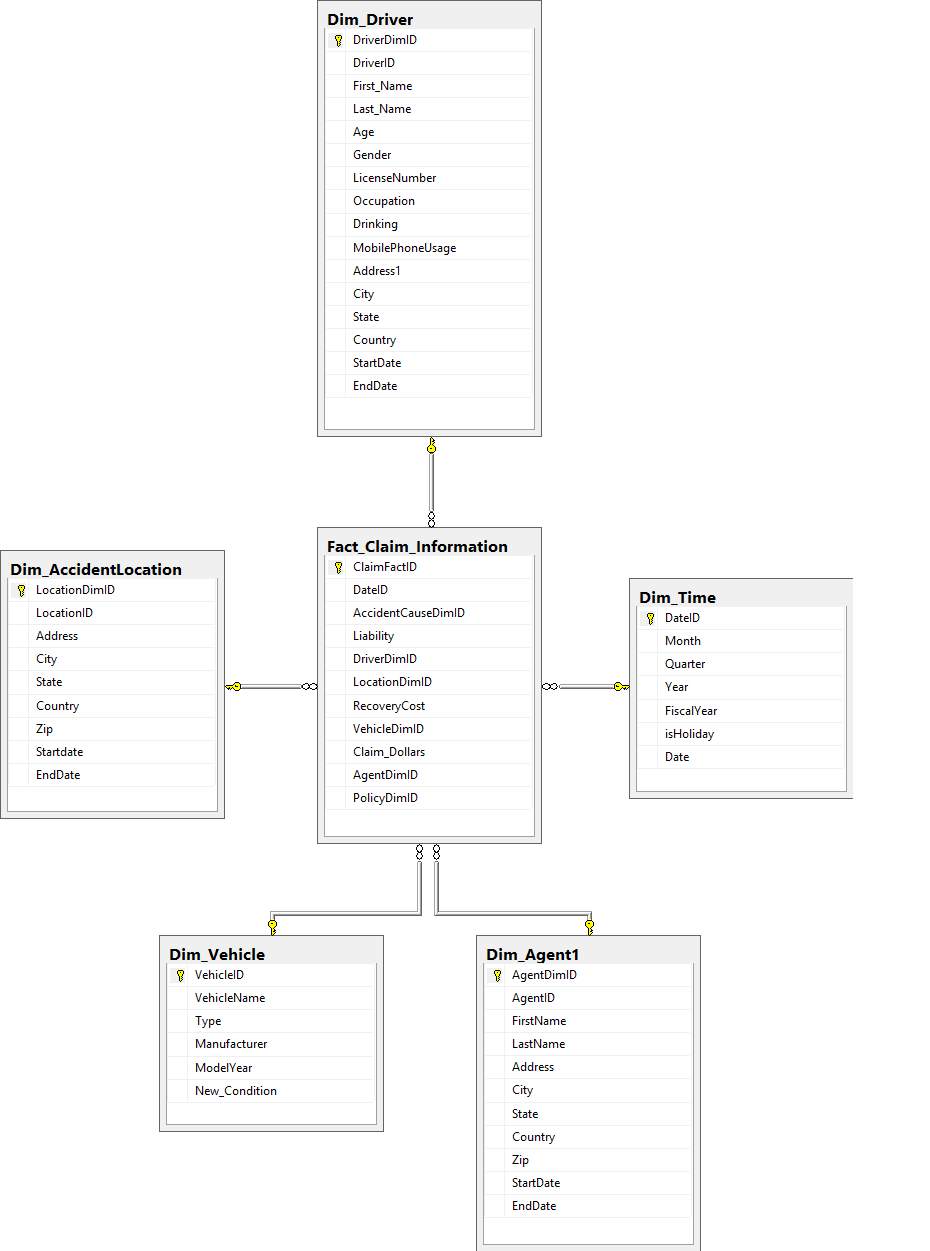 Dim_Driver
DriverDimID
DriverID
First_Name
Last_Name
Age
Gender
LicenseNumber
Occupation
Drinking
MobilePhoneUsage
Address1
City
State
Country
StartDate
EndDate
Fact_Claim_Information
ClaimFactID
DateID
AccidentCauseDimID
Liability
DriverDimID
LocationDimID
RecoveryCost
VehicleDimID
Claim_Dollars
AgentDimID
PolicyDimID
Dim_AccidentLocation
LocationDimID
LocationID
Address
City
State
Country
Zip
Startdate
EndDate
Dim_Time
DateID
Month
Quarter
Year
FiscalYear
isHoliday
Date
Dim_Vehicle
VehicleID
VehicleName
Type
Manufacturer
ModelYear
New_Condition
Dim_Agent1
AgentDimID
AgentID
FirstName
LastName
Address
City
State
Country
Zip
StartDate
EndDate